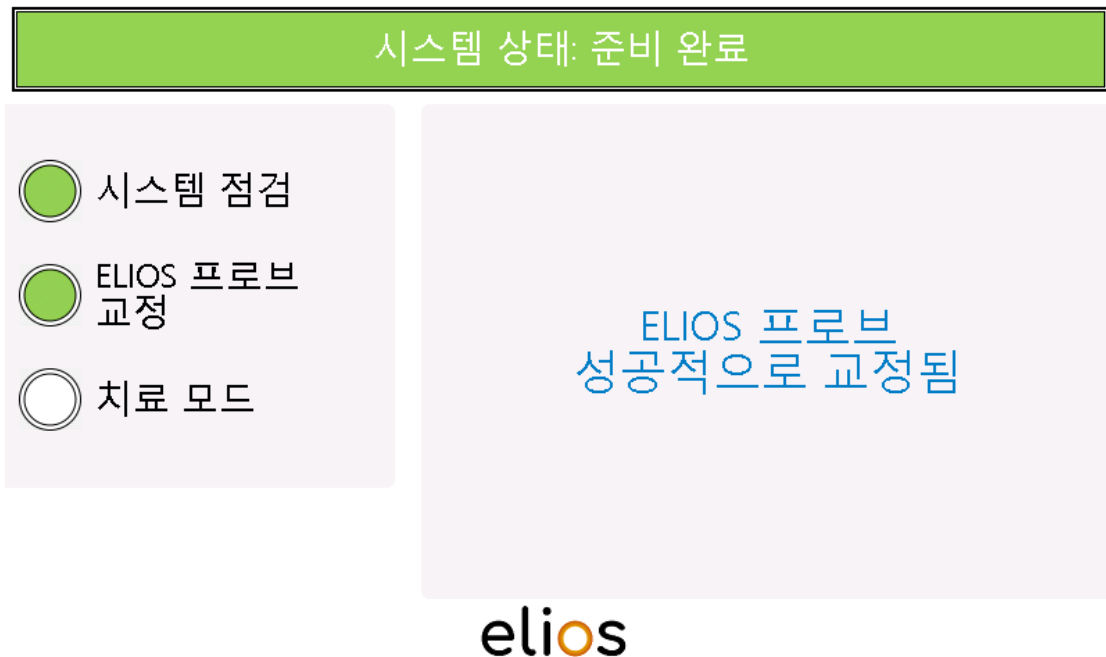 시스템 상태: 준비 완료
시스템 점검
ELIOS 프로브
교정
치료 모드
ELIOS 프로브
성공적으로 교정됨
elios